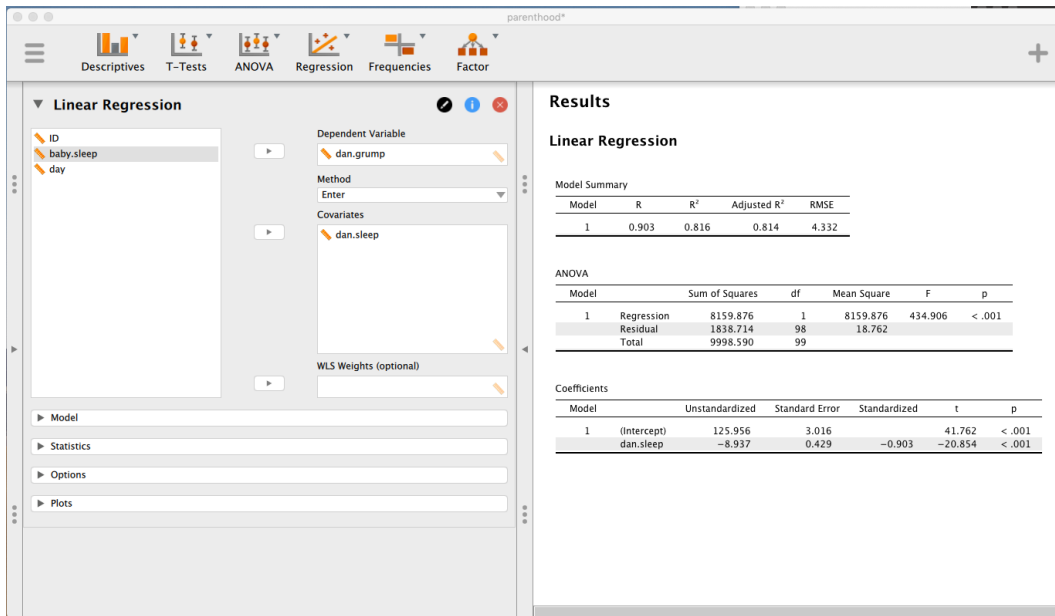 parenthood*
Descriptives T-Tests ANOVA Regression Frequencies Factor
Linear Regression
ID
baby.sleep
day
Dependent Variable
dan.grump
Method
Enter
Covariates
dan.sleep
WLS Weights (optional)
Model
Statistics
Options
Plots
Results
Linear Regression
Model Summary
Model R R² Adjusted R² RMSE
1 0.903 0.816 0.814 4.332
ANOVA
Model Sum of Squares df Mean Square F p
1 Regression 8159.876 1 8159.876 434.906 < .001
Residual 1838.714 98 18.762
Total 9998.590 99
Coefficients
Model Unstandardized Standard Error Standardized t p
1 (Intercept) 125.956 3.016 41.762 < .001
dan.sleep −8.937 0.429 −0.903 −20.854 < .001